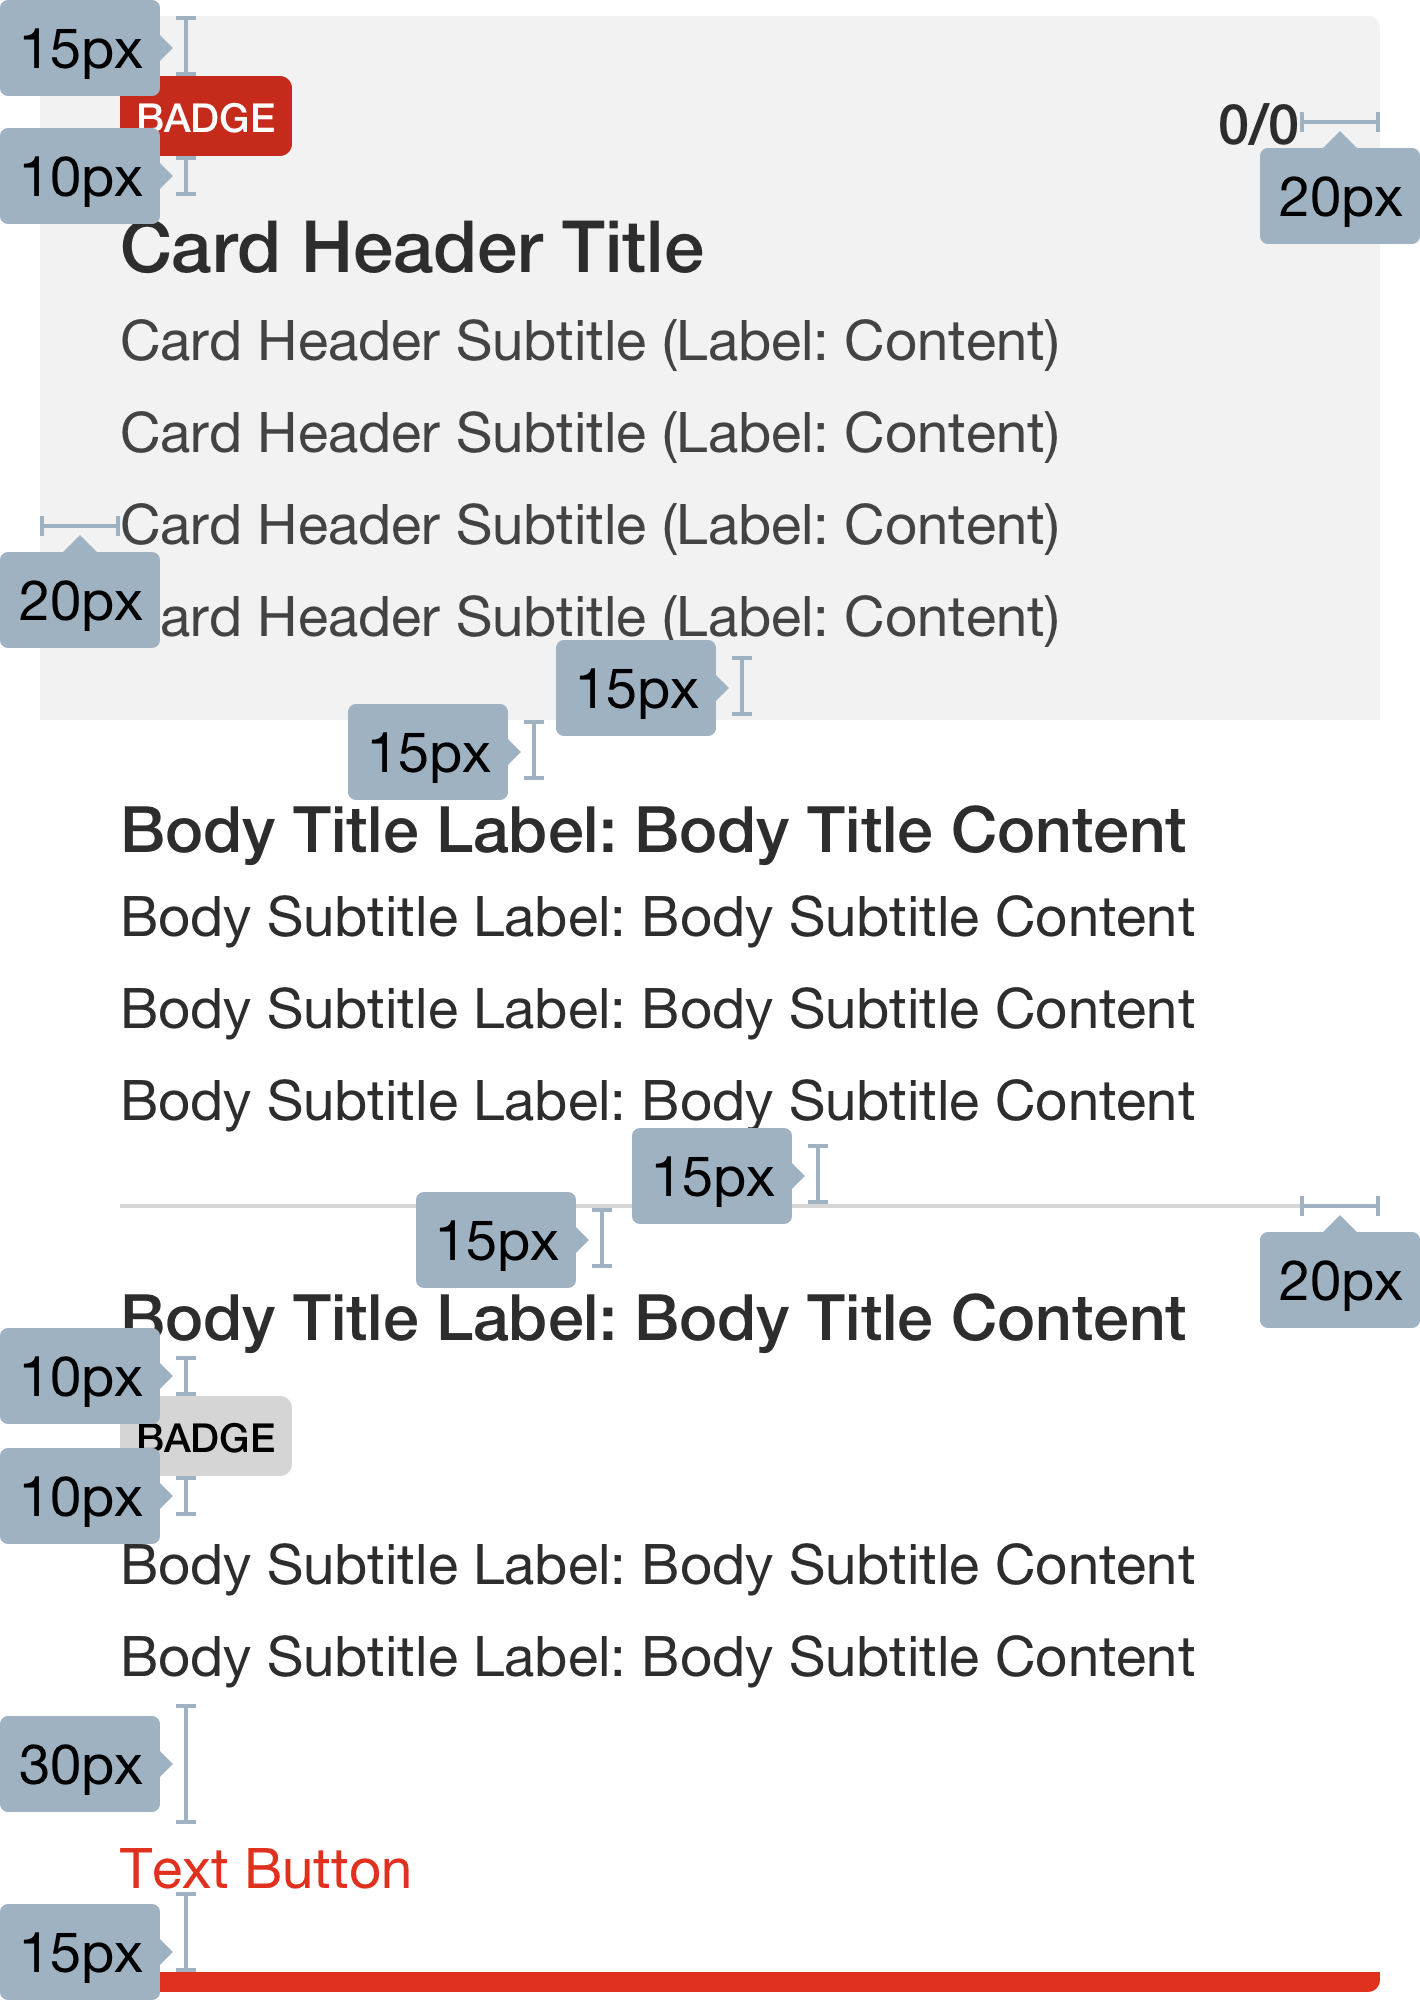 15px
BADGE
0/0
10px
20px
Card Header Title
Card Header Subtitle (Label: Content)
Card Header Subtitle (Label: Content)
Card Header Subtitle (Label: Content)
20px
ard Header Subtitle (Label: Content)
15px
15px
Body Title Label: Body Title Content
Body Subtitle Label: Body Subtitle Content
Body Subtitle Label: Body Subtitle Content
Body Subtitle Label: Body Subtitle Content
15px
15px
20px
Body Title Label: Body Title Content
10px
BADGE
10px
Body Subtitle Label: Body Subtitle Content
Body Subtitle Label: Body Subtitle Content
30px
Text Button
15px